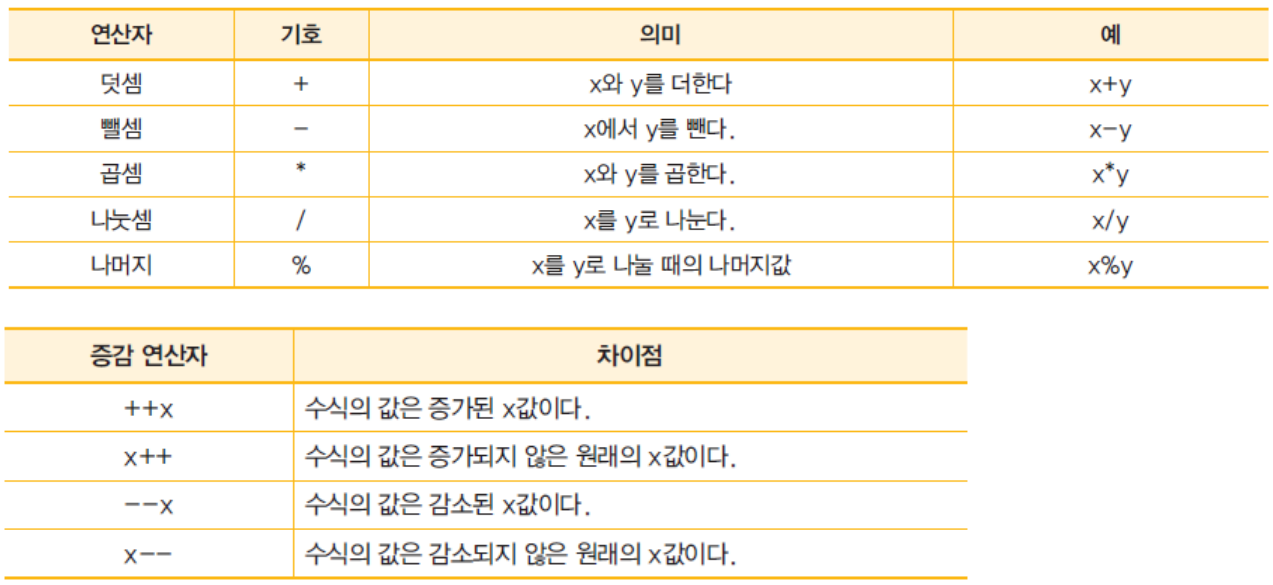 연산자 기호 의미 예
덧셈 + x와 y를 더한다 x+y
뺄셈 - x에서 y를 뺀다. x-y
곱셈 * x와 y를 곱한다. x*y
나눗셈 / x를 y로 나눈다. x/y
나머지 % x를 y로 나눌 때의 나머지값 x%y
증감 연산자 차이점
++x 수식의 값은 증가된 x값이다.
x++ 수식의 값은 증가되지 않은 원래의 x값이다.
--x 수식의 값은 감소된 x값이다.
x-- 수식의 값은 감소되지 않은 원래의 x값이다.